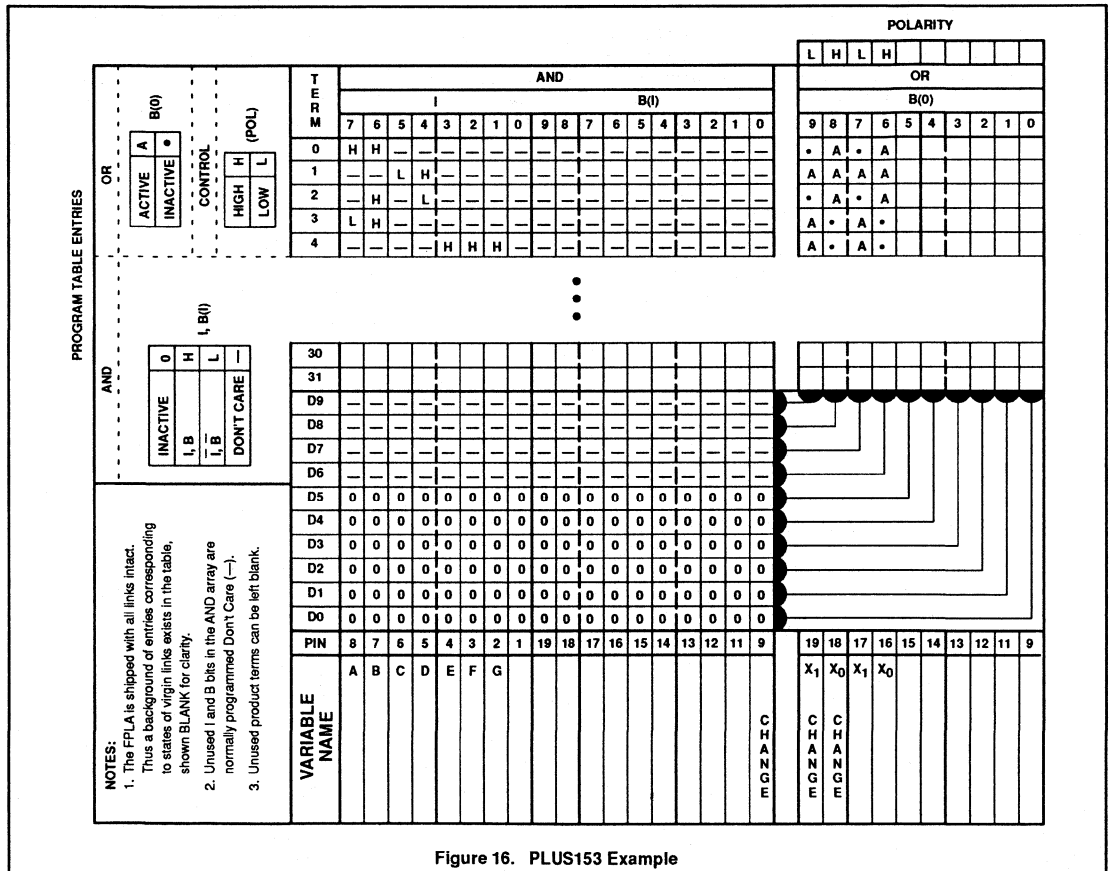 POLARITY
L H L H
T E R M
AND
OR
I B(I)
B(0)
7 6 5 4 3 2 1 0 9 8 7 6 5 4 3 2 1 0
9 8 7 6 5 4 3 2 1 0
0 H H — — — — — — — — — — — — — — — — • A • A
1 — — L H — — — — — — — — — — — — — — A A A A
2 — H — L — — — — — — — — — — — — — — • A • A
3 L H — — — — — — — — — — — — — — — — A • A •
4 — — — — H H H — — — — — — — — — — — A • A •
30
31
D9 — — — — — — — — — — — — — — — — — —
D8 — — — — — — — — — — — — — — — — — —
D7 — — — — — — — — — — — — — — — — — —
D6 — — — — — — — — — — — — — — — — — —
D5 0 0 0 0 0 0 0 0 0 0 0 0 0 0 0 0 0 0
D4 0 0 0 0 0 0 0 0 0 0 0 0 0 0 0 0 0 0
D3 0 0 0 0 0 0 0 0 0 0 0 0 0 0 0 0 0 0
D2 0 0 0 0 0 0 0 0 0 0 0 0 0 0 0 0 0 0
D1 0 0 0 0 0 0 0 0 0 0 0 0 0 0 0 0 0 0
D0 0 0 0 0 0 0 0 0 0 0 0 0 0 0 0 0 0 0
PIN 8 7 6 5 4 3 2 1 19 18 17 16 15 14 13 12 11 9
19 18 17 16 15 14 13 12 11 9
VARIABLE NAME
A B C D E F G
X1 X0 X1 X0
CHANGE
CHANGE
CHANGE
PROGRAM TABLE ENTRIES
AND
OR
INACTIVE 0
I, B H
I̅, B̅ L
DON'T CARE —
I, B(I)
ACTIVE A
INACTIVE •
B(0)
CONTROL
HIGH H
LOW L
(POL)
NOTES:
1. The FPLA is shipped with all links intact.
Thus a background of entries corresponding
to states of virgin links exists in the table,
shown BLANK for clarity.
2. Unused I and B bits in the AND array are
normally programmed Don't Care (—).
3. Unused product terms can be left blank.
Figure 16. PLUS153 Example